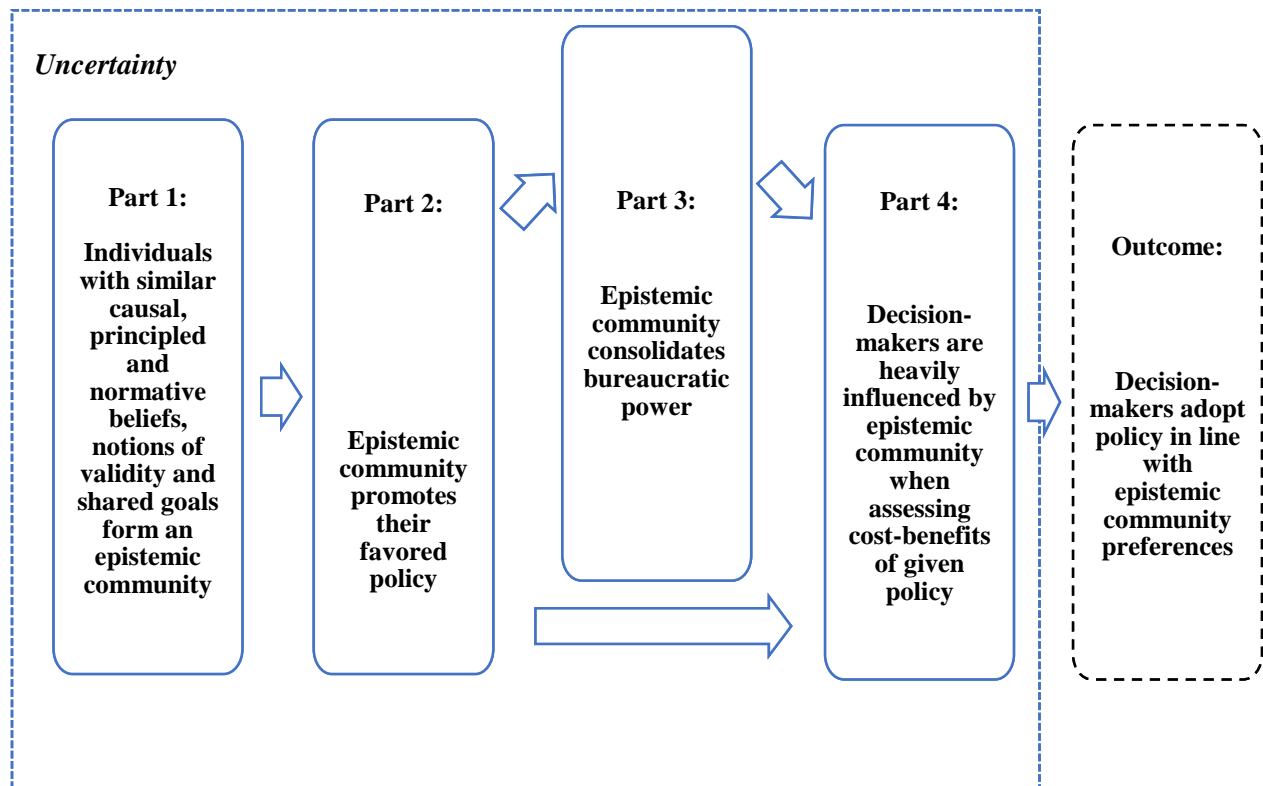 Uncertainty
Part 1:
Individuals
with similar
causal,
principled
and
normative
beliefs,
notions of
validity and
shared goals
form an
epistemic
community
Part 2:
Epistemic
community
promotes
their
favored
policy
Part 3:
Epistemic
community
consolidates
bureaucratic
power
Part 4:
Decision-
makers are
heavily
influenced by
epistemic
community
when
assessing
cost-benefits
of given
policy
Outcome:
Decision-
makers adopt
policy in line
with
epistemic
community
preferences